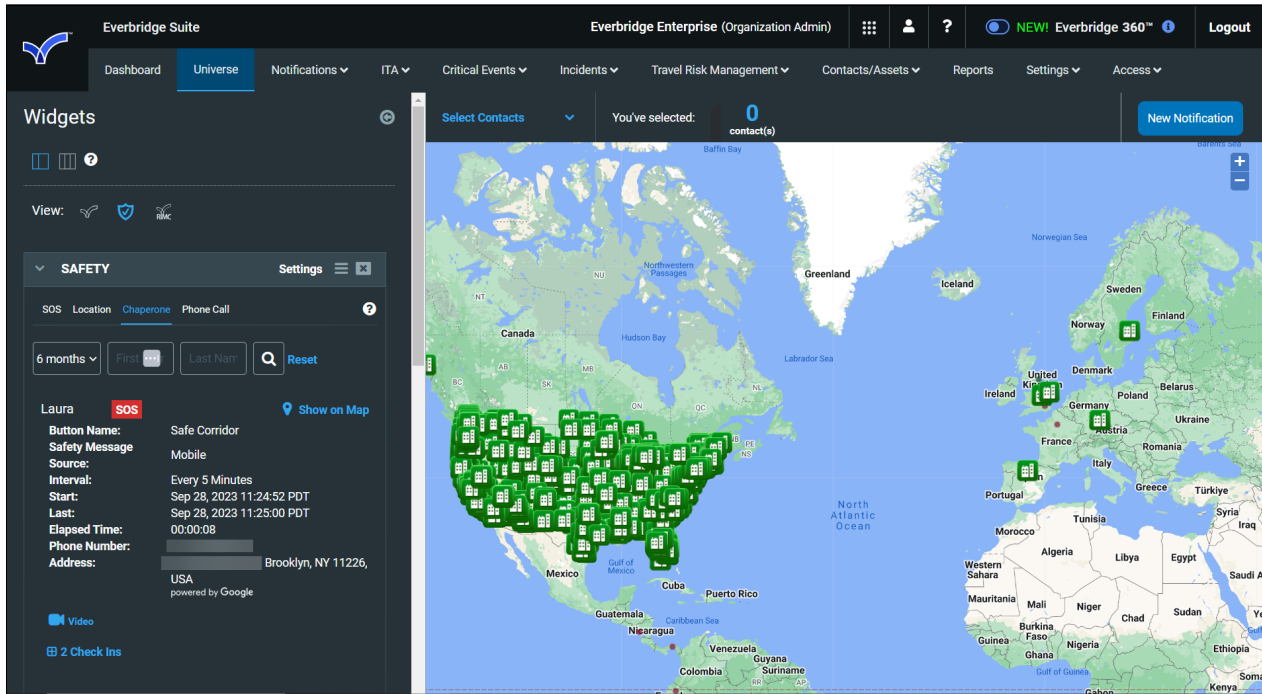 Everbridge Suite
Everbridge Enterprise (Organization Admin)
?
NEW! Everbridge 360™
Logout
Dashboard
Universe
Notifications
ITA
Critical Events
Incidents
Travel Risk Management
Contacts/Assets
Reports
Settings
Access
Widgets
View:
RIMC
SAFETY
Settings
SOS
Location
Chaperone
Phone Call
6 months
First
Last Nam
Reset
Laura
SOS
Show on Map
Button Name: Safe Corridor
Safety Message
Source: Mobile
Interval: Every 5 Minutes
Start: Sep 28, 2023 11:24:52 PDT
Last: Sep 28, 2023 11:25:00 PDT
Elapsed Time: 00:00:08
Phone Number:
Address: Brooklyn, NY 11226,
USA
powered by Google
Video
2 Check Ins
Select Contacts
You've selected:
0
contact(s)
New Notification
+
−
Baffin Bay
Barents Sea
Norwegian Sea
Northwestern
Passages
NU
NT
Greenland
Iceland
Sweden
Finland
Norway
Canada
Hudson Bay
Labrador Sea
United
Denmark
Ireland
Belarus
Poland
Germany
Ukraine
Austria
France
Romania
Italy
Portugal
Greece
Türkiye
BC
AB
SK
MB
ON
QC
NL
PE
NS
North
Atlantic
Ocean
Syria
Iraq
Tunisia
Morocco
Algeria
Libya
Egypt
Western
Sahara
Saudi A
Gulf of
Mexico
Mexico
Cuba
Puerto Rico
Mauritania
Mali
Niger
Chad
Sudan
Guatemala
Caribbean Sea
Nicaragua
Burkina
Faso
Guinea
Ghana
Nigeria
Ethiopia
Venezuela
Guyana
Suriname
Colombia
RR
AP
Gulf of Guinea
Gabon
Kenya